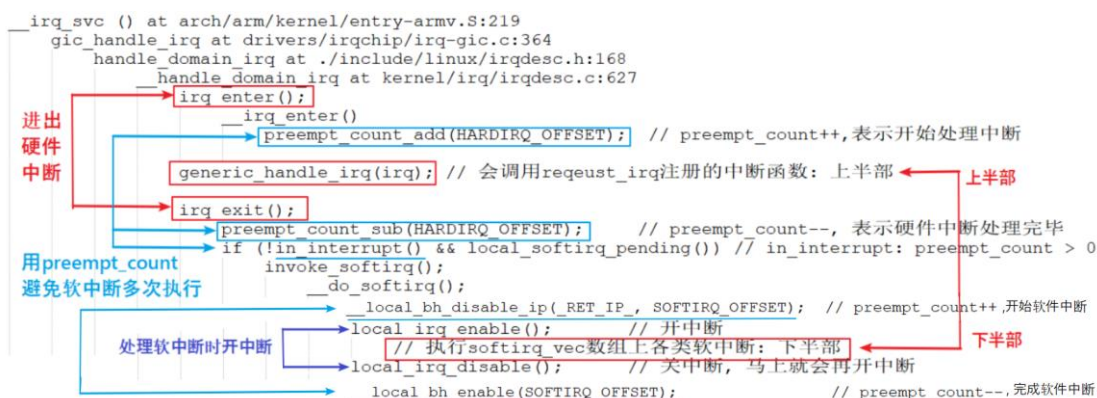 __irq_svc () at arch/arm/kernel/entry-armv.S:219
gic_handle_irq at drivers/irqchip/irq-gic.c:364
handle_domain_irq at ./include/linux/irqdesc.h:168
__handle_domain_irq at kernel/irq/irqdesc.c:627
irq_enter();
__irq_enter()
进出
硬件
中断
preempt_count_add(HARDIRQ_OFFSET); // preempt_count++,表示开始处理中断
generic_handle_irq(irq); // 会调用reqeust_irq注册的中断函数: 上半部 上半部
irq_exit();
preempt_count_sub(HARDIRQ_OFFSET); // preempt_count--, 表示硬件中断处理完毕
if (!in_interrupt() && local_softirq_pending()) // in_interrupt: preempt_count > 0
用preempt_count
避免软中断多次执行
invoke_softirq();
__do_softirq();
__local_bh_disable_ip(_RET_IP_, SOFTIRQ_OFFSET); // preempt_count++ ,开始软件中断
local_irq_enable(); // 开中断
处理软中断时开中断
// 执行softirq_vec数组上各类软中断: 下半部 下半部
local_irq_disable(); // 关中断, 马上就会再开中断
__local_bh_enable(SOFTIRQ_OFFSET); // preempt_count--,完成软件中断